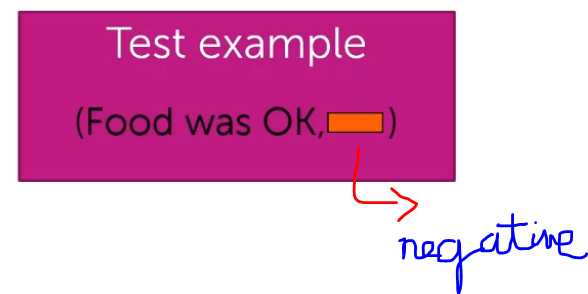 Test example
(Food was OK, )
negative